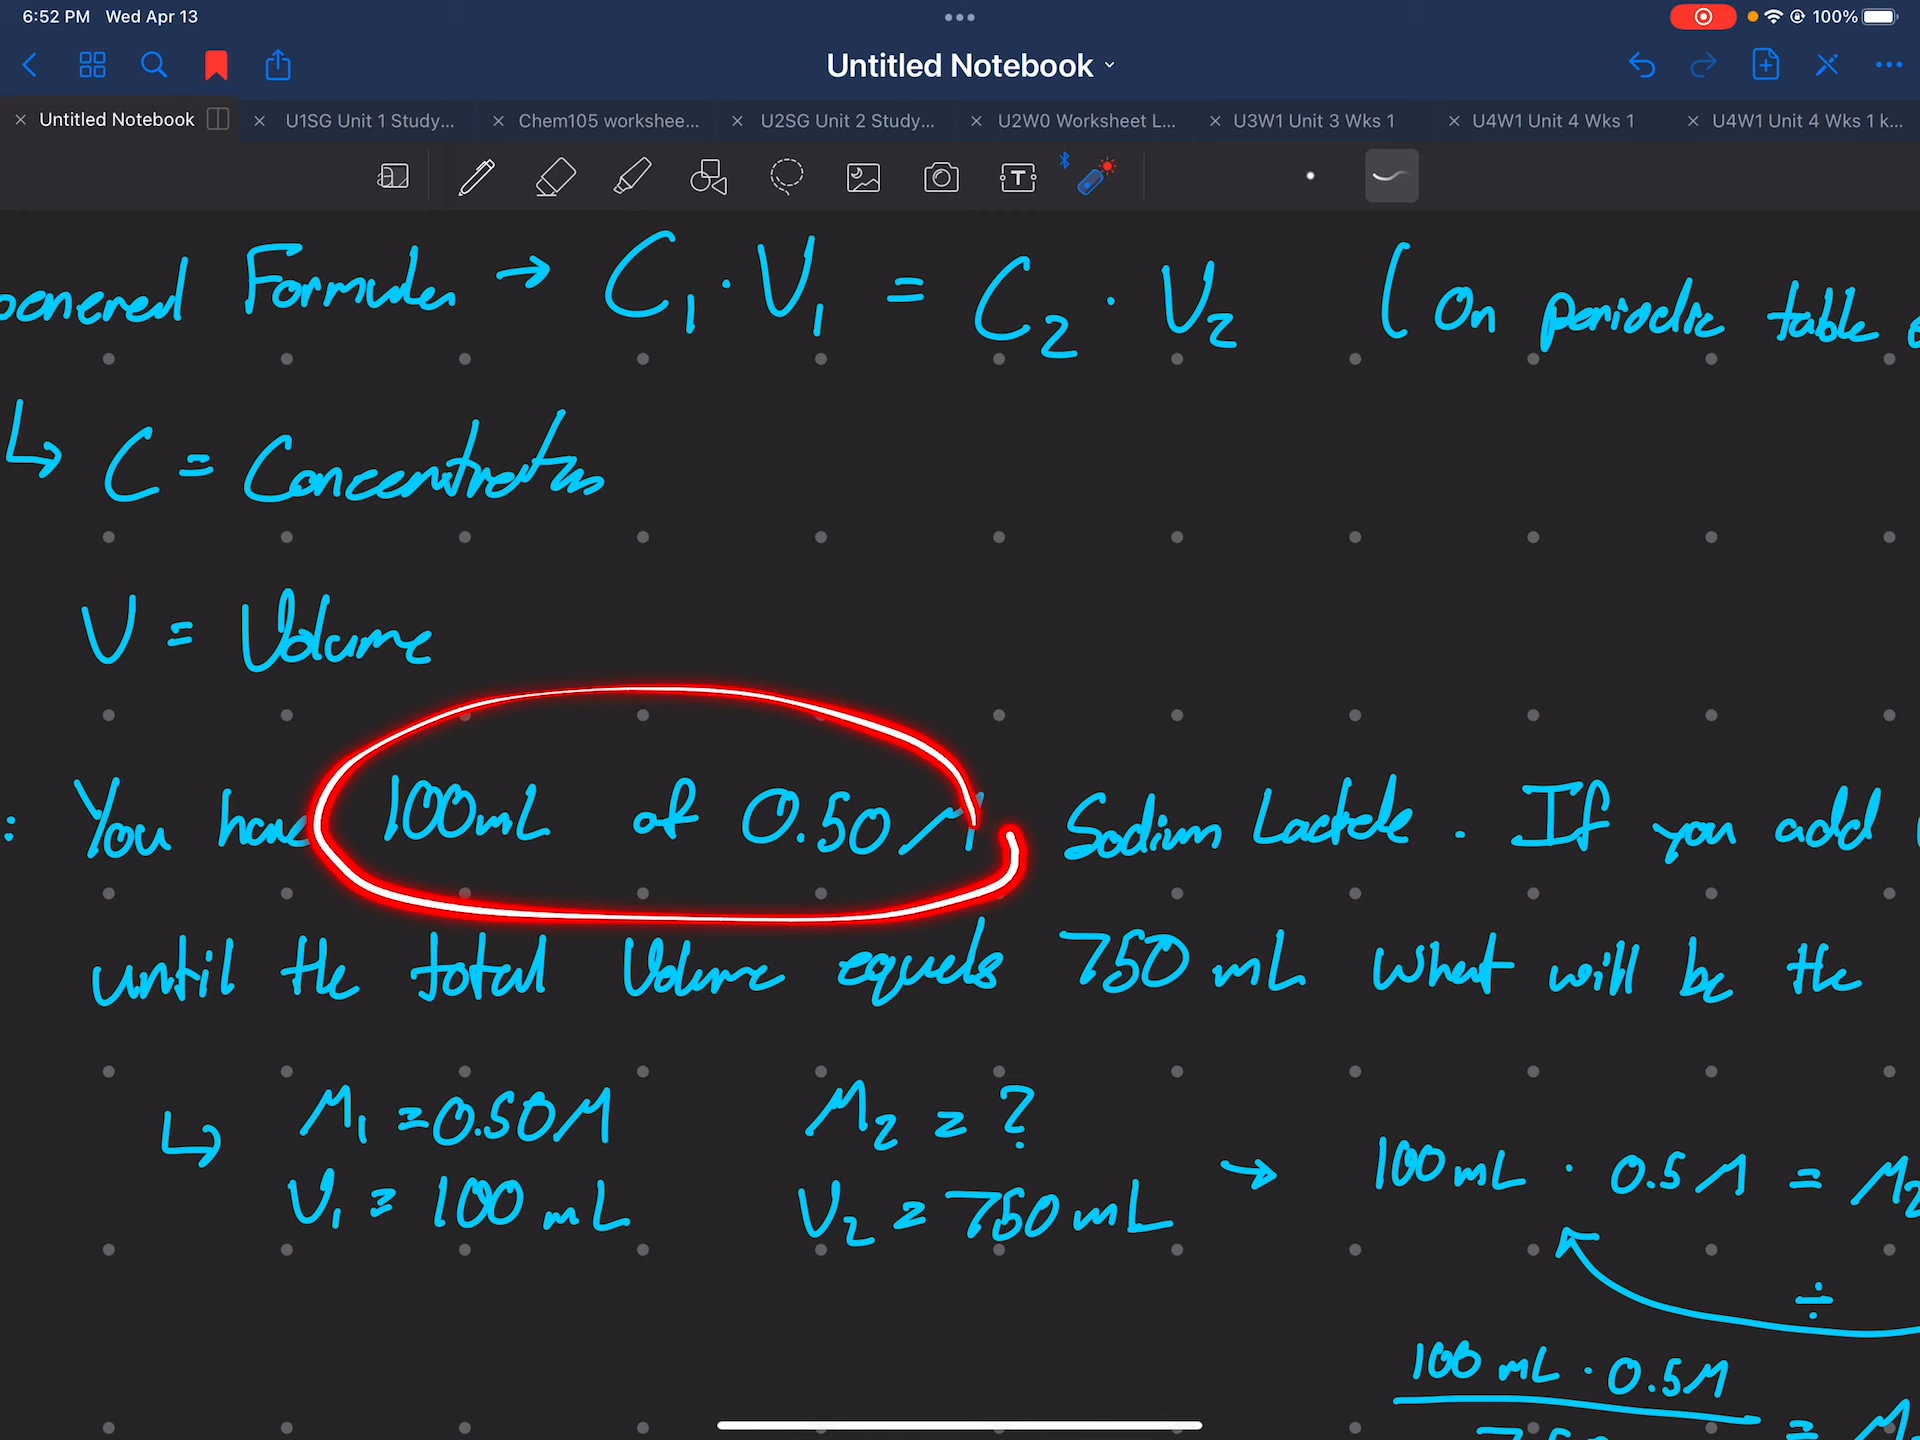 6:52 PM Wed Apr 13
100%
Untitled Notebook
Untitled Notebook
U1SG Unit 1 Study...
Chem105 workshee...
U2SG Unit 2 Study...
U2W0 Worksheet L...
U3W1 Unit 3 Wks 1
U4W1 Unit 4 Wks 1
U4W1 Unit 4 Wks 1 k...
Formula → C₁ · V₁ = C₂ · V₂ (On periodic table
↳ C = Concentration
V = Volume
: You have 100mL of 0.50M Sodium Lactate. If you add
until the total Volume equals 750 mL What will be the
↳ M₁ = 0.50M M₂ = ?
V₁ = 100 mL V₂ = 750 mL → 100mL · 0.5M = M₂
÷
100 mL · 0.5M
= M